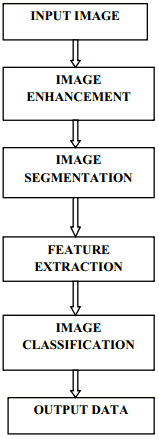 INPUT IMAGE
IMAGE
ENHANCEMENT
IMAGE
SEGMENTATION
FEATURE
EXTRACTION
IMAGE
CLASSIFICATION
OUTPUT DATA